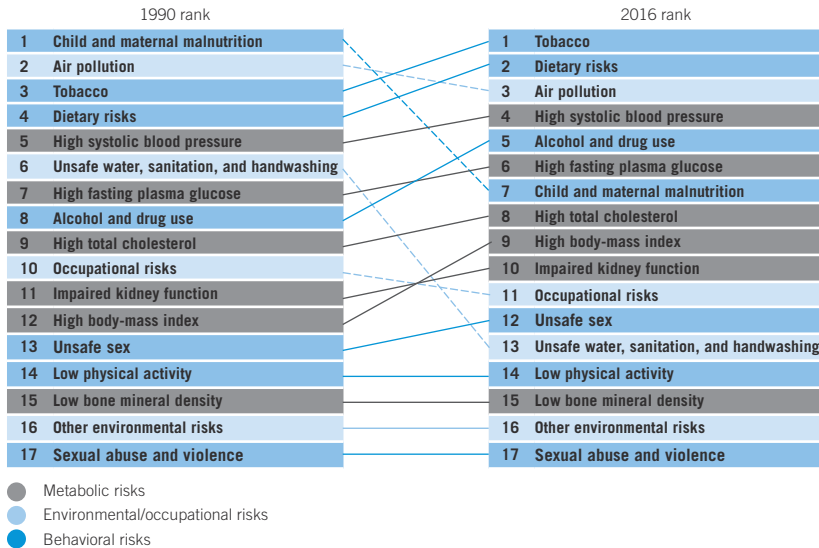 1990 rank
1 Child and maternal malnutrition
2 Air pollution
3 Tobacco
4 Dietary risks
5 High systolic blood pressure
6 Unsafe water, sanitation, and handwashing
7 High fasting plasma glucose
8 Alcohol and drug use
9 High total cholesterol
10 Occupational risks
11 Impaired kidney function
12 High body-mass index
13 Unsafe sex
14 Low physical activity
15 Low bone mineral density
16 Other environmental risks
17 Sexual abuse and violence
2016 rank
1 Tobacco
2 Dietary risks
3 Air pollution
4 High systolic blood pressure
5 Alcohol and drug use
6 High fasting plasma glucose
7 Child and maternal malnutrition
8 High total cholesterol
9 High body-mass index
10 Impaired kidney function
11 Occupational risks
12 Unsafe sex
13 Unsafe water, sanitation, and handwashing
14 Low physical activity
15 Low bone mineral density
16 Other environmental risks
17 Sexual abuse and violence
Metabolic risks
Environmental/occupational risks
Behavioral risks